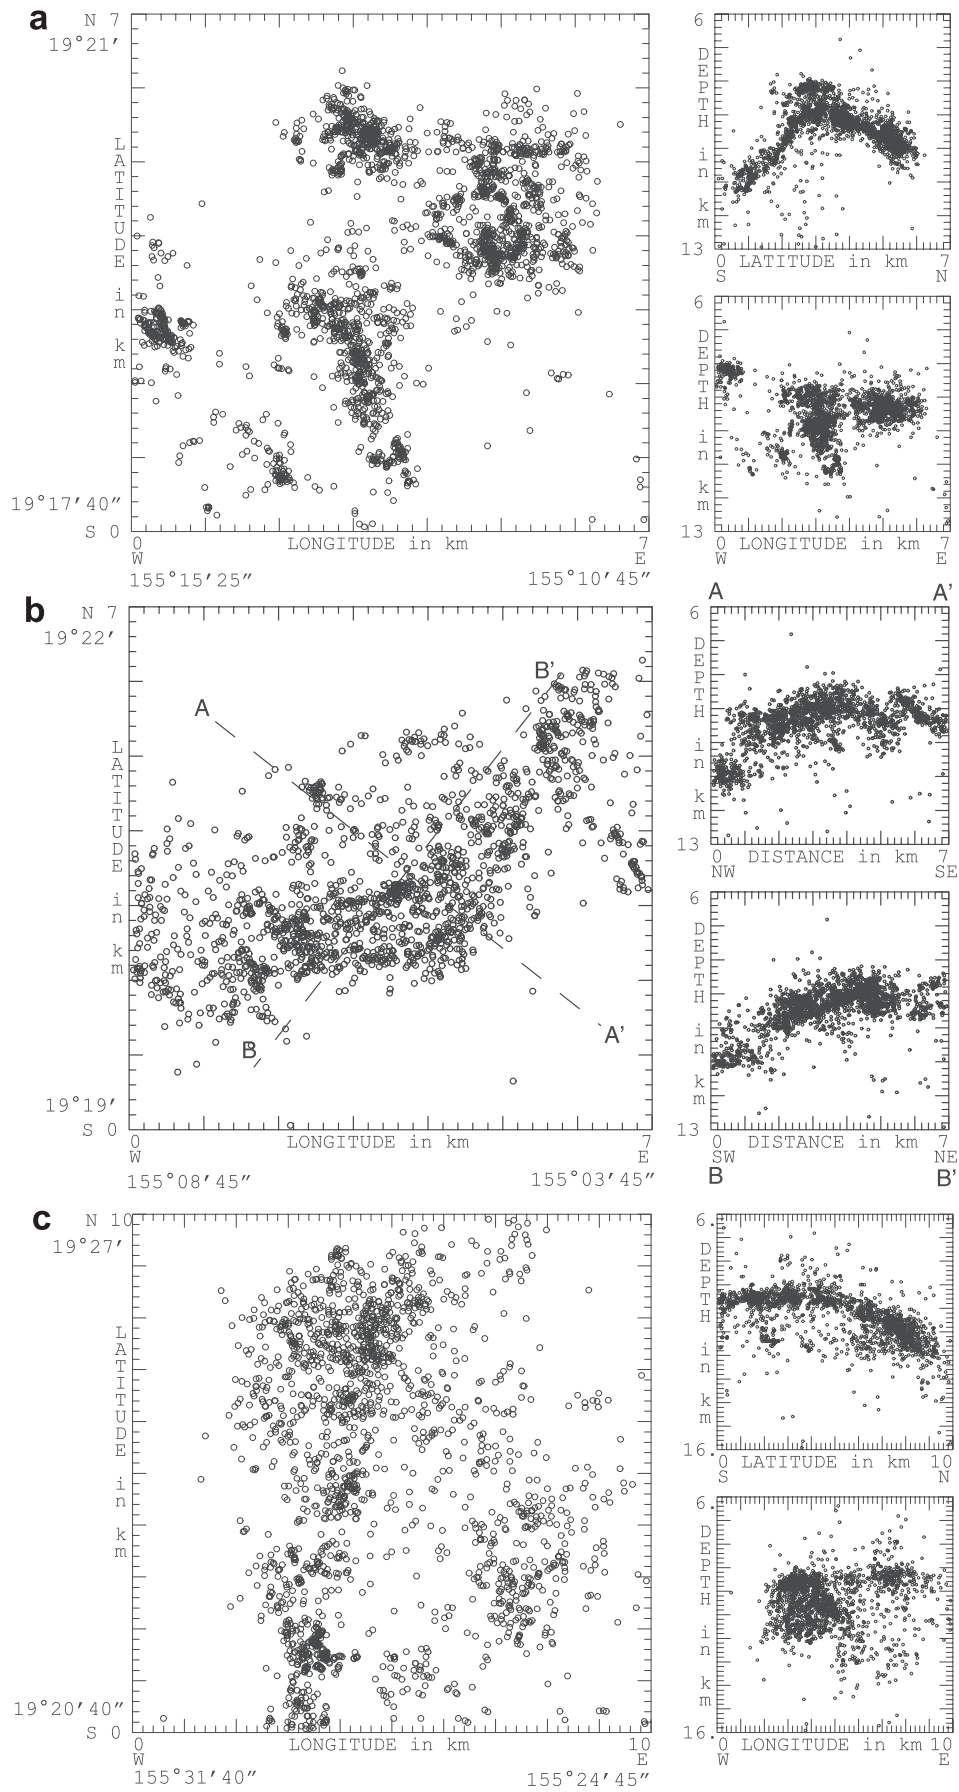 a
N 7
19°21′
LATITUDE in km
19°17′40″
S 0
0 LONGITUDE in km 7
W E
155°15′25″ 155°10′45″
6
DEPTH in km
13
0 LATITUDE in km 7
S N
6
DEPTH in km
13
0 LONGITUDE in km 7
W E
b
N 7
19°22′
LATITUDE in km
A
B'
B
A'
19°19′
S 0
0 LONGITUDE in km 7
W E
155°08′45″ 155°03′45″
A A'
6
DEPTH in km
13
0 DISTANCE in km 7
NW SE
6
DEPTH in km
13
0 DISTANCE in km 7
SW NE
B B'
c
N 10
19°27′
LATITUDE in km
19°20′40″
S 0
0 LONGITUDE in km 10
W E
155°31′40″ 155°24′45″
6.
DEPTH in km
16.
0 LATITUDE in km 10
S N
6.
DEPTH in km
16.
0 LONGITUDE in km 10
W E